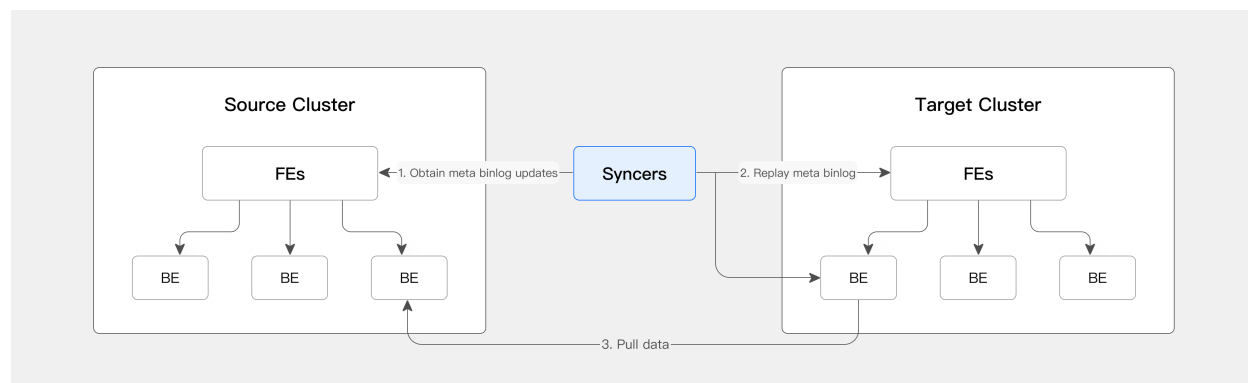 Source Cluster
Target Cluster
FEs
1. Obtain meta binlog updates
Syncers
2. Replay meta binlog
FEs
BE
BE
BE
BE
BE
BE
3. Pull data